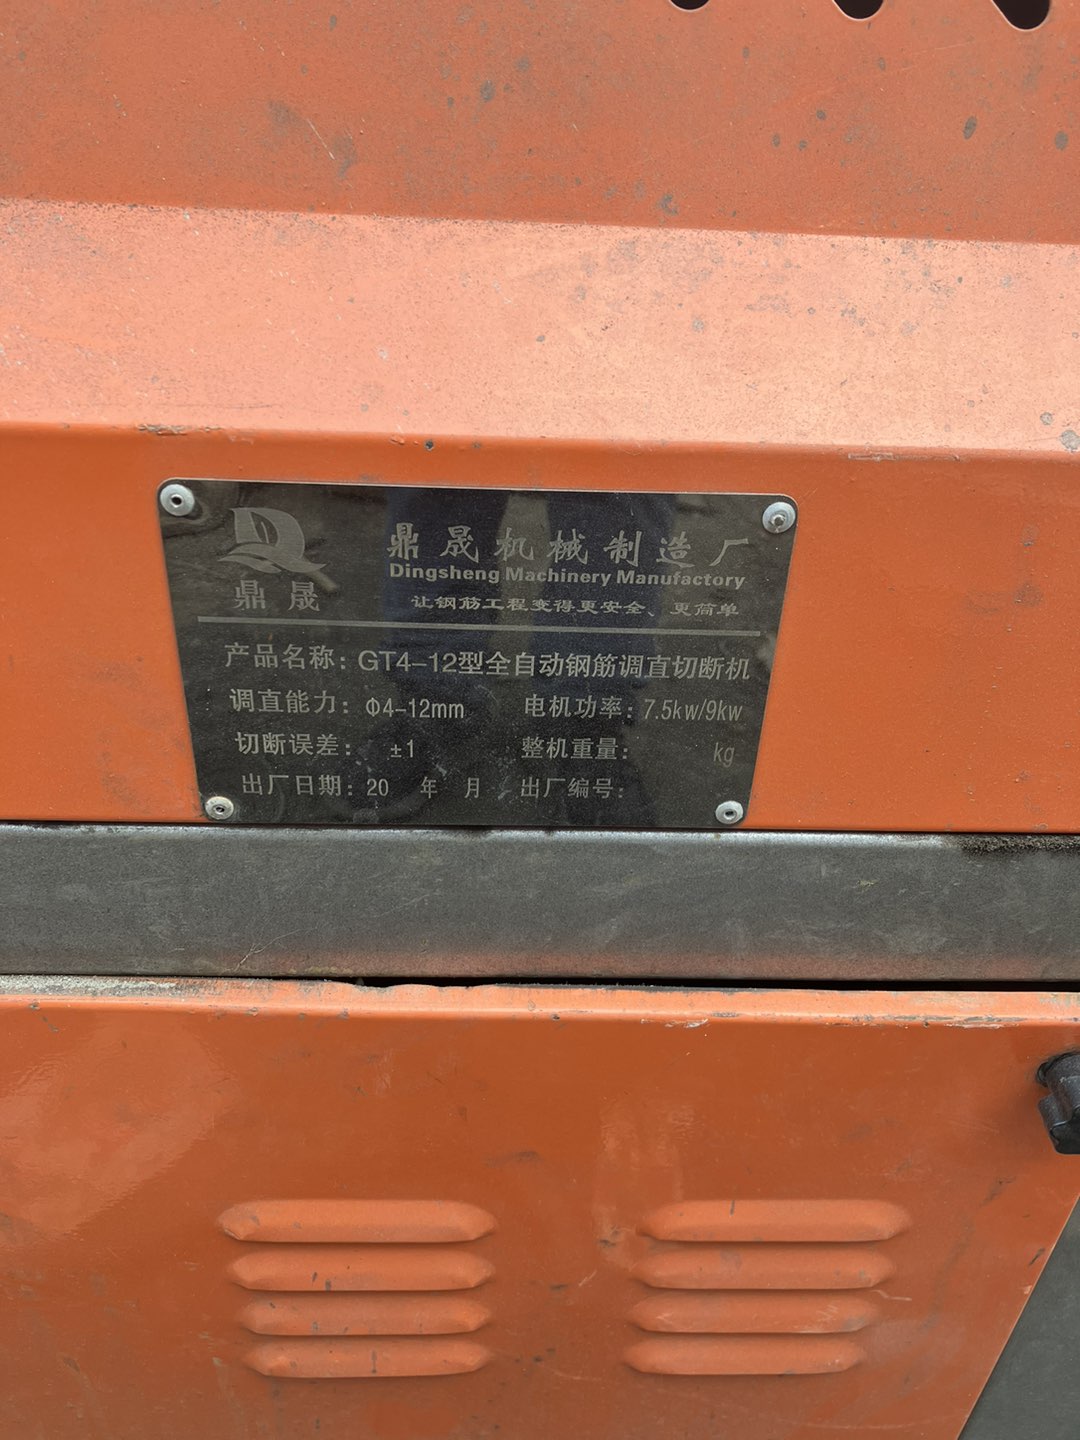 鼎晟
鼎晟机械制造厂
Dingsheng Machinery Manufactory
让钢筋工程变得更安全、更简单
产品名称：GT4-12型全自动钢筋调直切断机
调直能力：Φ4-12mm 电机功率：7.5kw/9kw
切断误差： ±1 整机重量： kg
出厂日期：20 年 月 出厂编号：